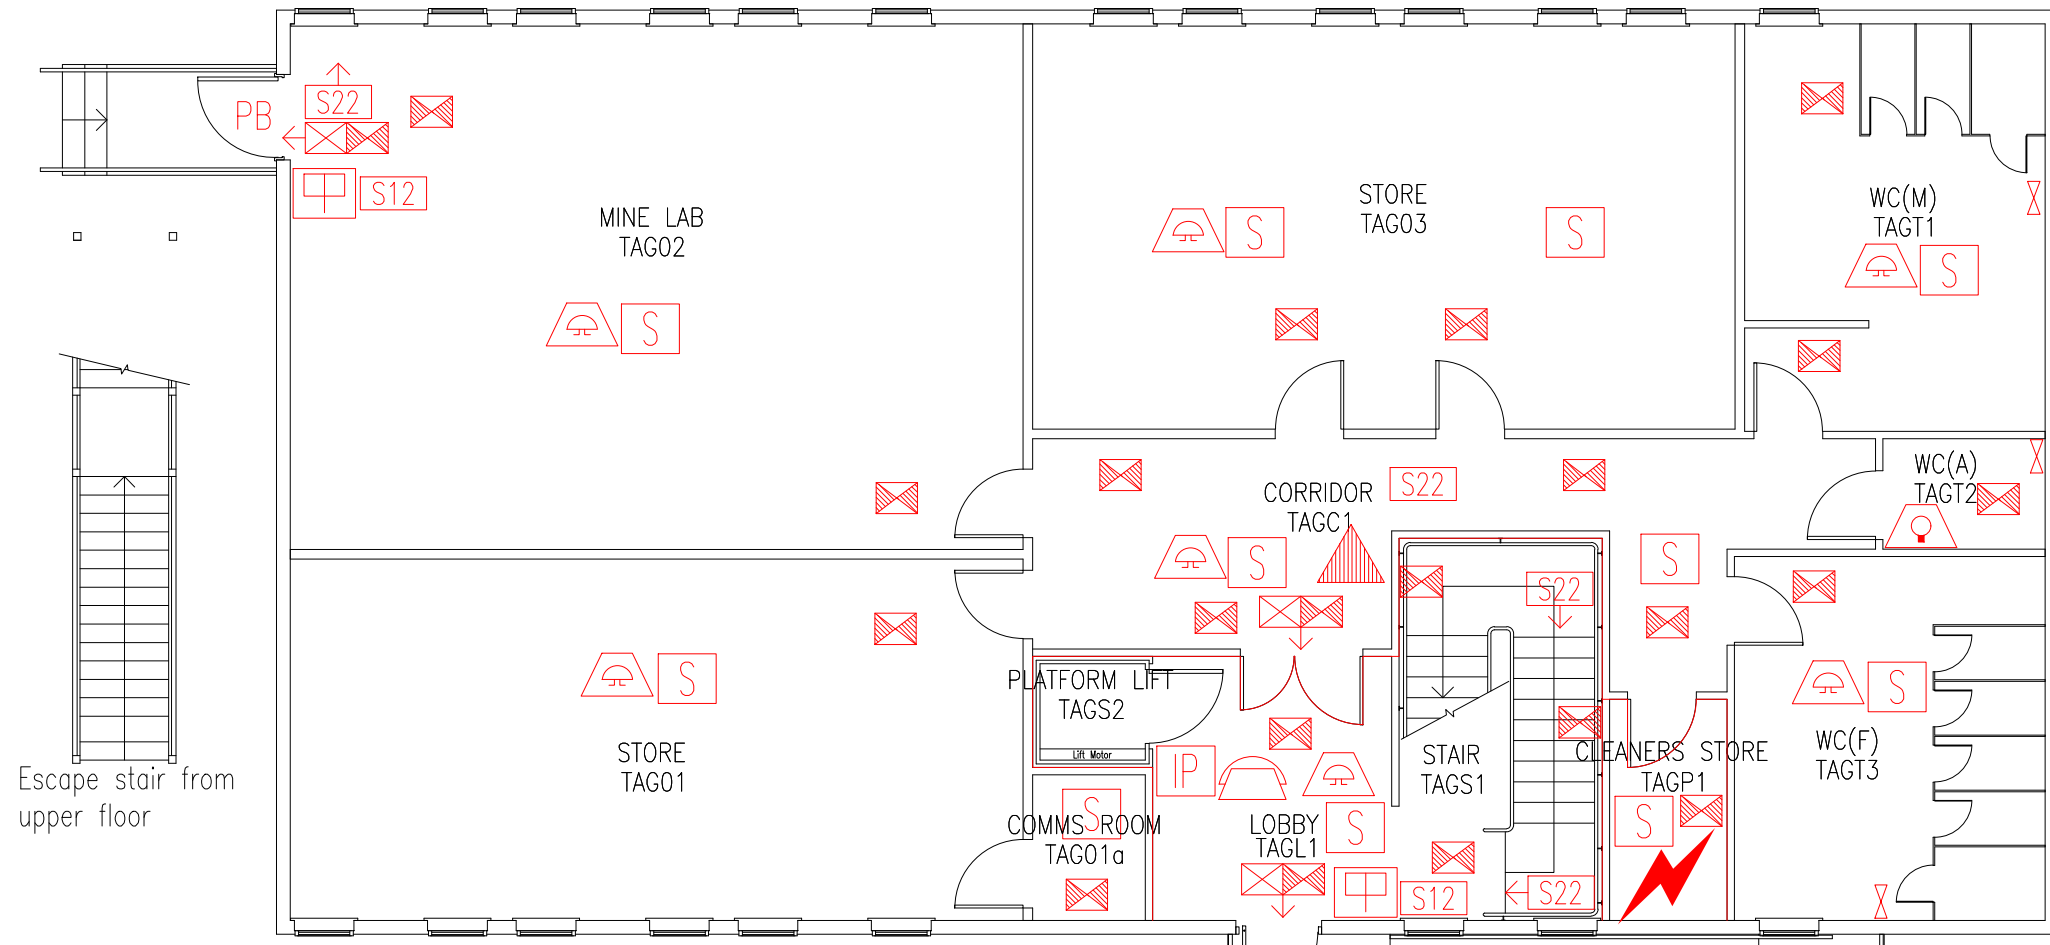 S22
PB
S12
MINE LAB
TAG02
S
STORE
TAG03
S
S
WC(M)
TAGT1
S
WC(A)
TAGT2
CORRIDOR
TAGC1
S22
S
S
S22
STORE
TAG01
S
PLATFORM LIFT
TAGS2
Lift Motor
IP
STAIR
TAGS1
CLEANERS STORE
TAGP1
S
WC(F)
TAGT3
S
COMMS ROOM
TAG01a
S
LOBBY
TAGL1
S
S12
S22
Escape stair from
upper floor